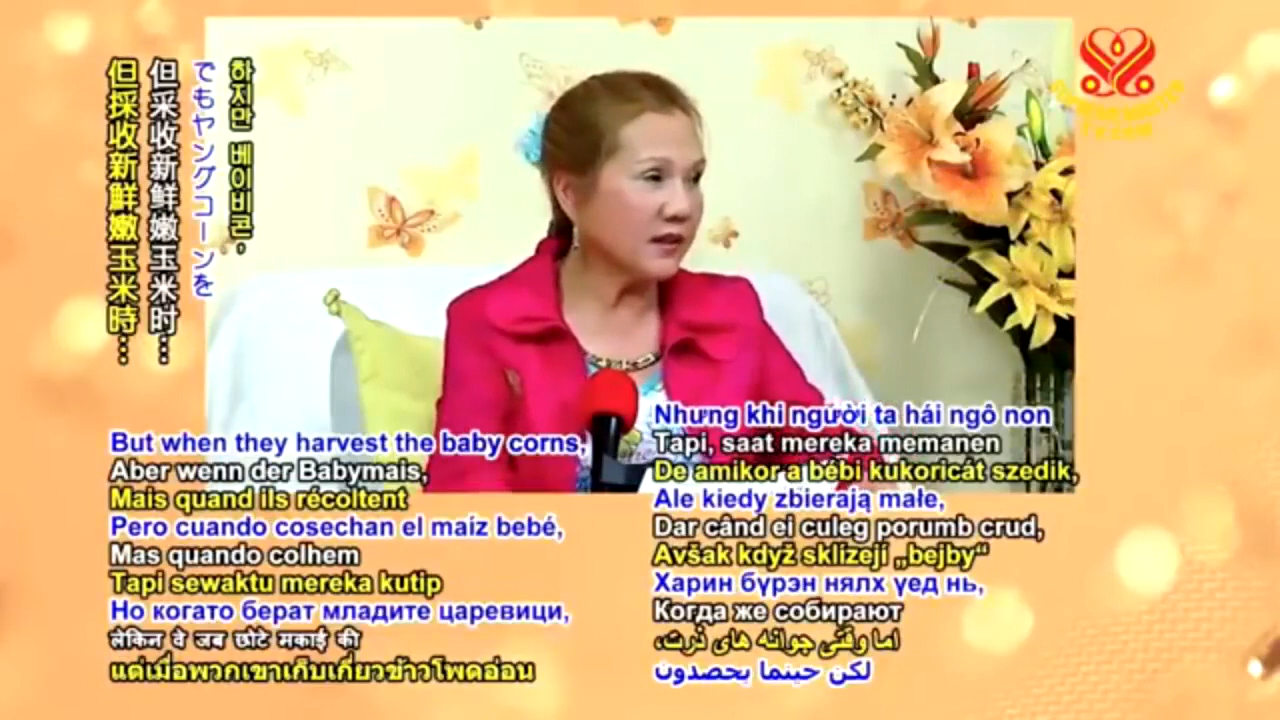 但採收新鮮嫩玉米時…
但采收新鲜嫩玉米时…
でもヤングコーンを
하지만 베이비콘,
But when they harvest the baby corns,
Aber wenn der Babymais,
Mais quand ils récoltent
Pero cuando cosechan el maíz bebé,
Mas quando colhem
Tapi sewaktu mereka kutip
Но когато берат младите царевици,
लेकिन वे जब छोटे मकाई की
แต่เมื่อพวกเขาเก็บเกี่ยวข้าวโพดอ่อน
Nhưng khi người ta hái ngô non
Tapi, saat mereka memanen
De amikor a bébi kukoricát szedik,
Ale kiedy zbierają małe,
Dar când ei culeg porumb crud,
Avšak když sklízejí „bejby“
Харин бүрэн нялх үед нь,
Когда же собирают
اما وقتی جوانه های ذرت،
لكن حينما يحصدون